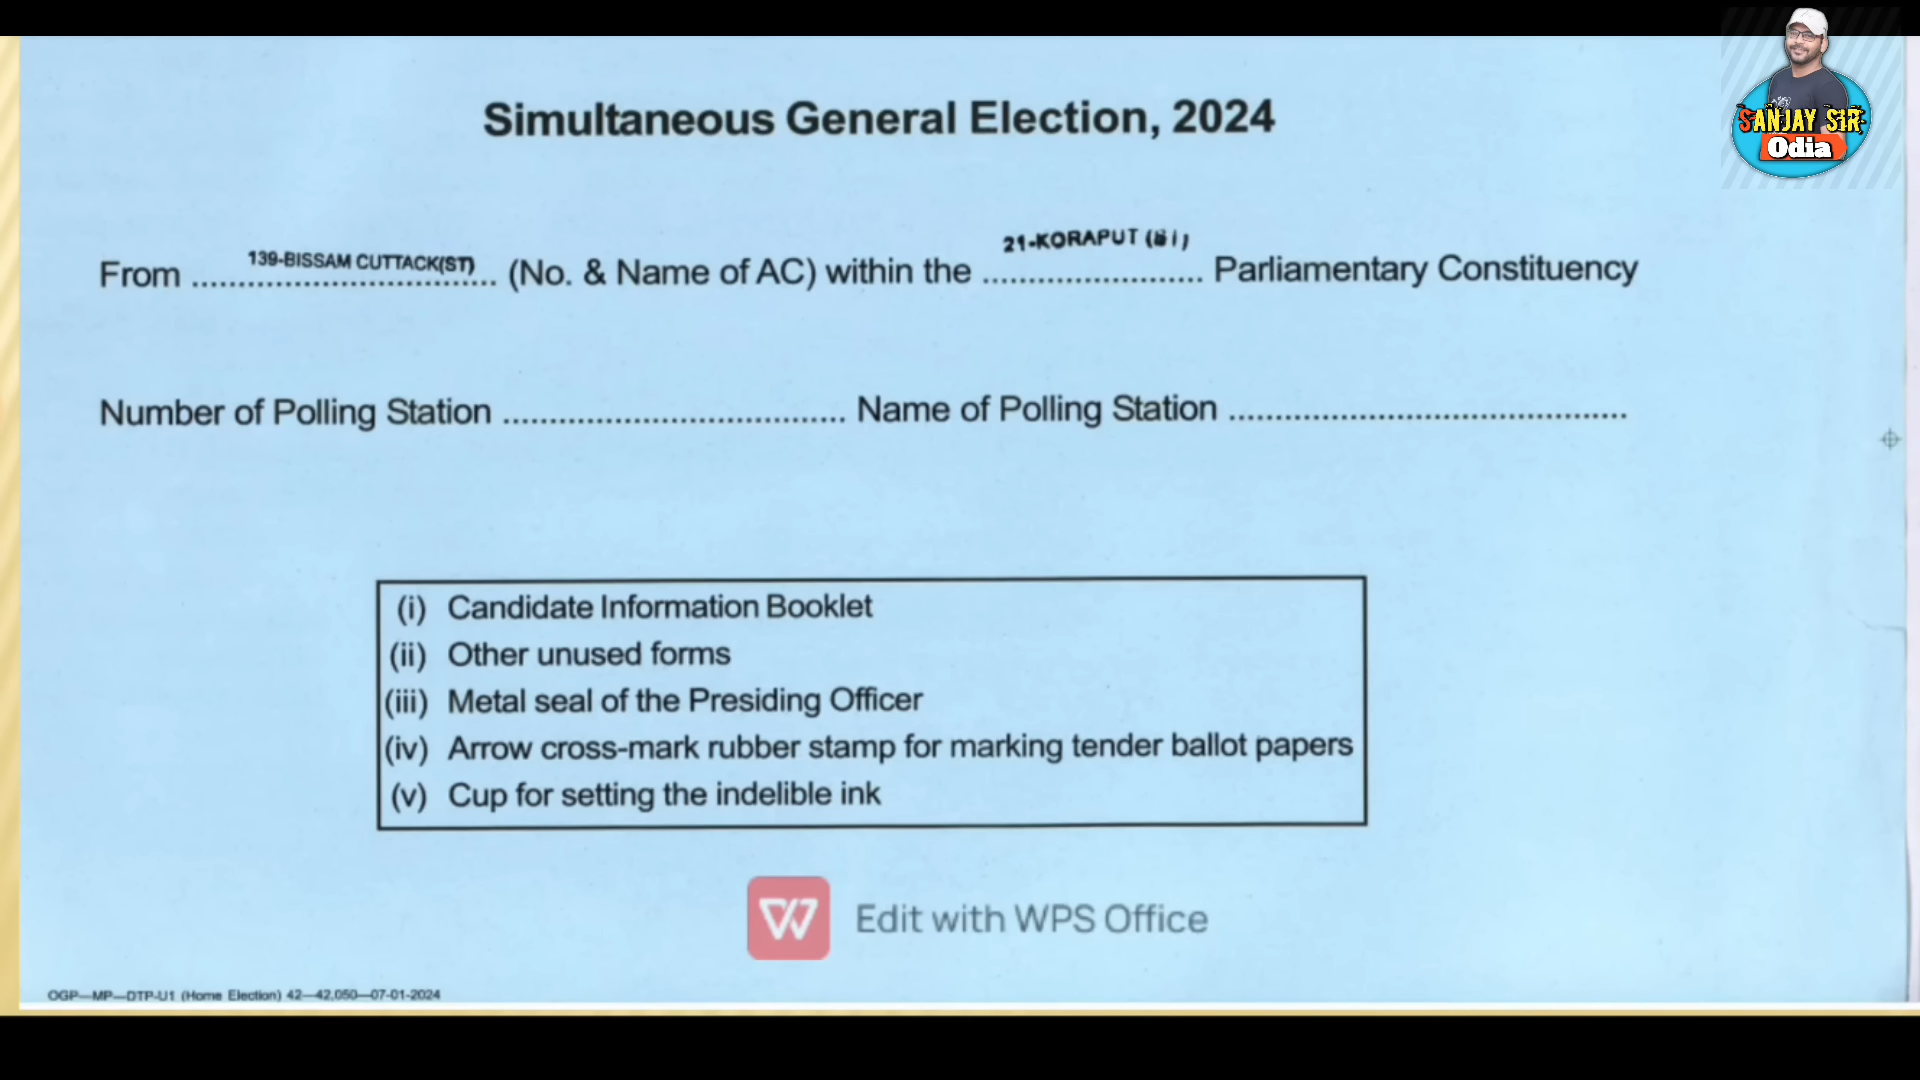 Simultaneous General Election, 2024
SANJAY SIR
Odia
139-BISSAM CUTTACK(ST)
21-KORAPUT
From .................................. (No. & Name of AC) within the ........................ Parliamentary Constituency
Number of Polling Station ..................................... Name of Polling Station ...........................................
(i) Candidate Information Booklet
(ii) Other unused forms
(iii) Metal seal of the Presiding Officer
(iv) Arrow cross-mark rubber stamp for marking tender ballot papers
(v) Cup for setting the indelible ink
W Edit with WPS Office
OGP—MP—DTP-U1 (Home Election) 42—42,050—07-01-2024